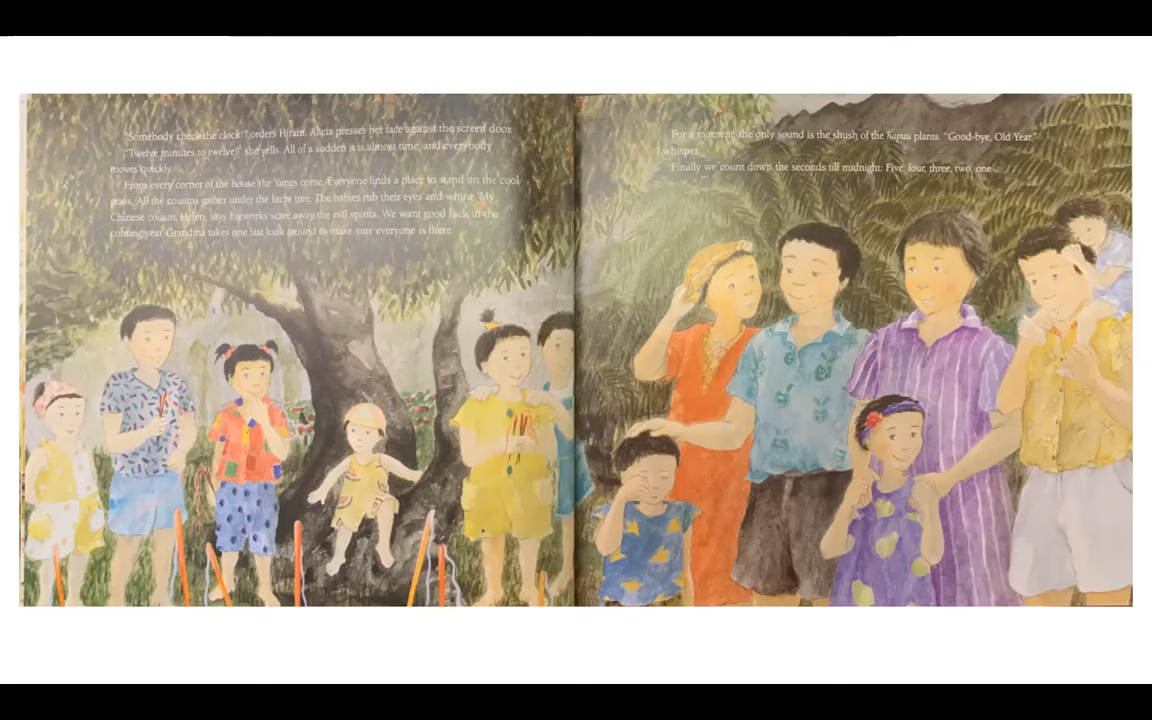 "Somebody check the clock!" orders Hiram. Alicia presses her face against the screen door.
"Twelve minutes to twelve!" she yells. All of a sudden it is almost time, and everybody
moves quickly.
From every corner of the house the Yangs come. Everyone finds a place to stand on the cool
grass. All the cousins gather under the litchi tree. The babies rub their eyes and whine. My
Chinese cousin, Helen, says fireworks scare away the evil spirits. We want good luck in the
coming year. Grandma takes one last look around to make sure everyone is there.
For a moment, the only sound is the shush of the hapuu plants. "Good-bye, Old Year,"
I whisper.
Finally we count down the seconds till midnight: Five, four, three, two, one